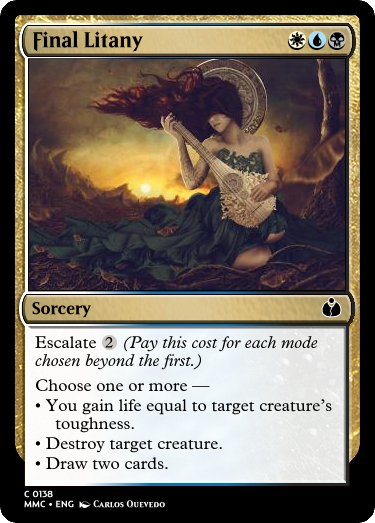 Final Litany
Sorcery
Escalate 2 (Pay this cost for each mode
chosen beyond the first.)
Choose one or more —
• You gain life equal to target creature's
toughness.
• Destroy target creature.
• Draw two cards.
C 0138
MMC • ENG Carlos Quevedo